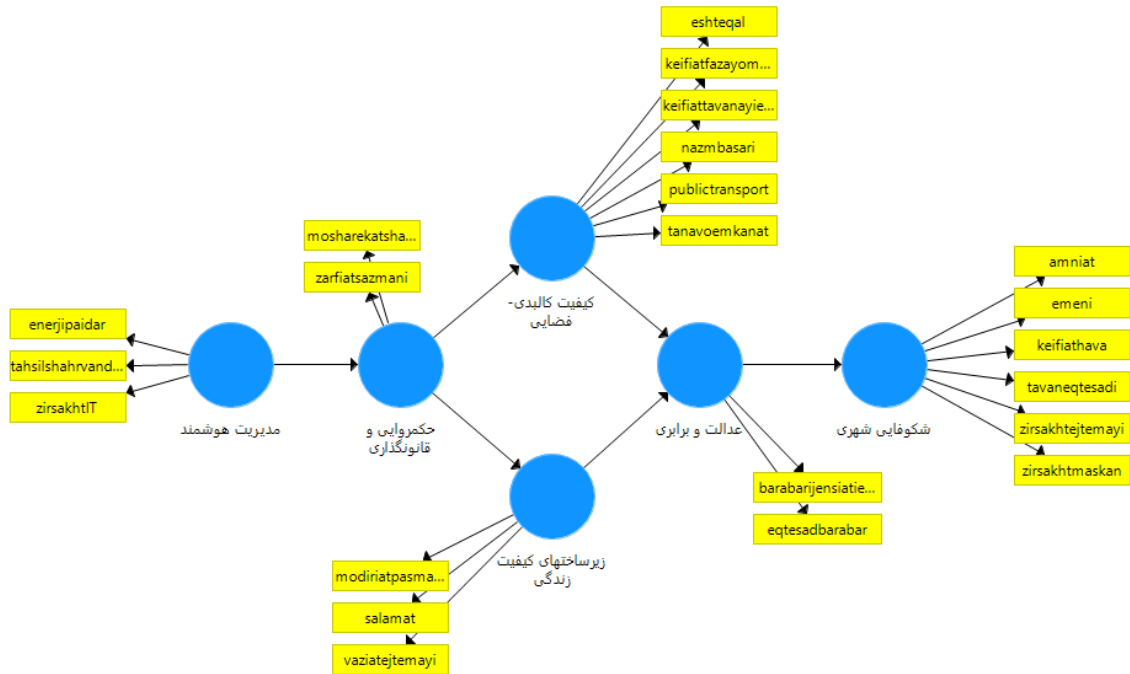 eshteqal
keifiatfazayom...
keifiattavanayie...
nazmbasari
publictransport
tanavoemkanat
کیفیت کالبدی-
فضایی
mosharekatsha...
zarfiatsazmani
حکمروایی و
قانونگذاری
enerjipaidar
tahsilshahrvand...
zirsakhtIT
مدیریت هوشمند
amniat
emeni
keifiathava
tavaneqtesadi
zirsakhtejtemayi
zirsakhtmaskan
شکوفایی شهری
عدالت و برابری
barabarijensiatie...
eqtesadbarabar
زیرساختهای کیفیت
زندگی
modiriatpasma...
salamat
vaziatejtemayi